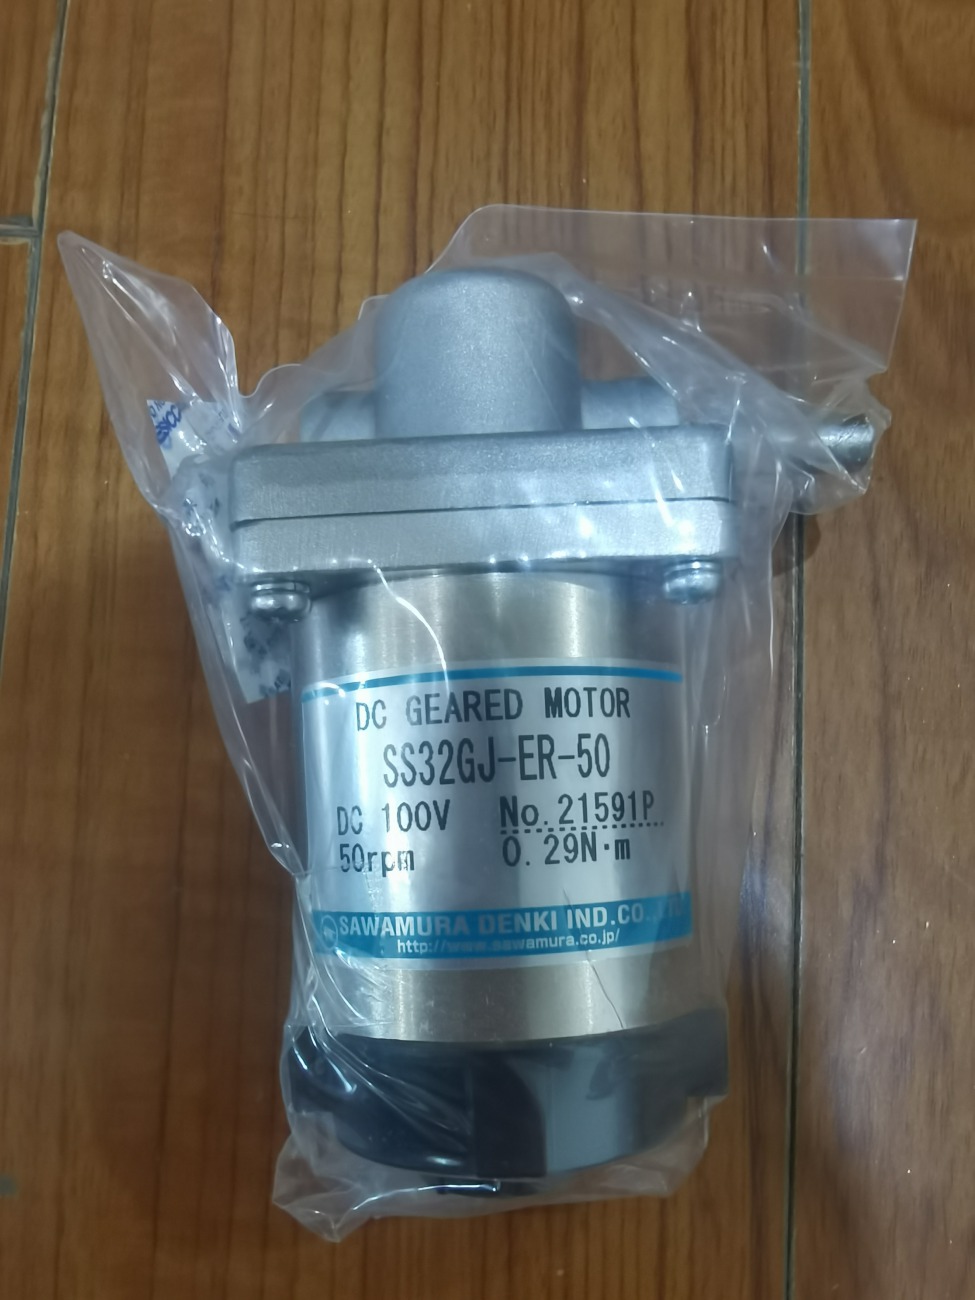 DC GEARED MOTOR
SS32GJ-ER-50
DC 100V No. 21591P
50rpm 0.29N·m
SAWAMURA DENKI IND.CO.,LTD.
http://www.sawamura.co.jp/